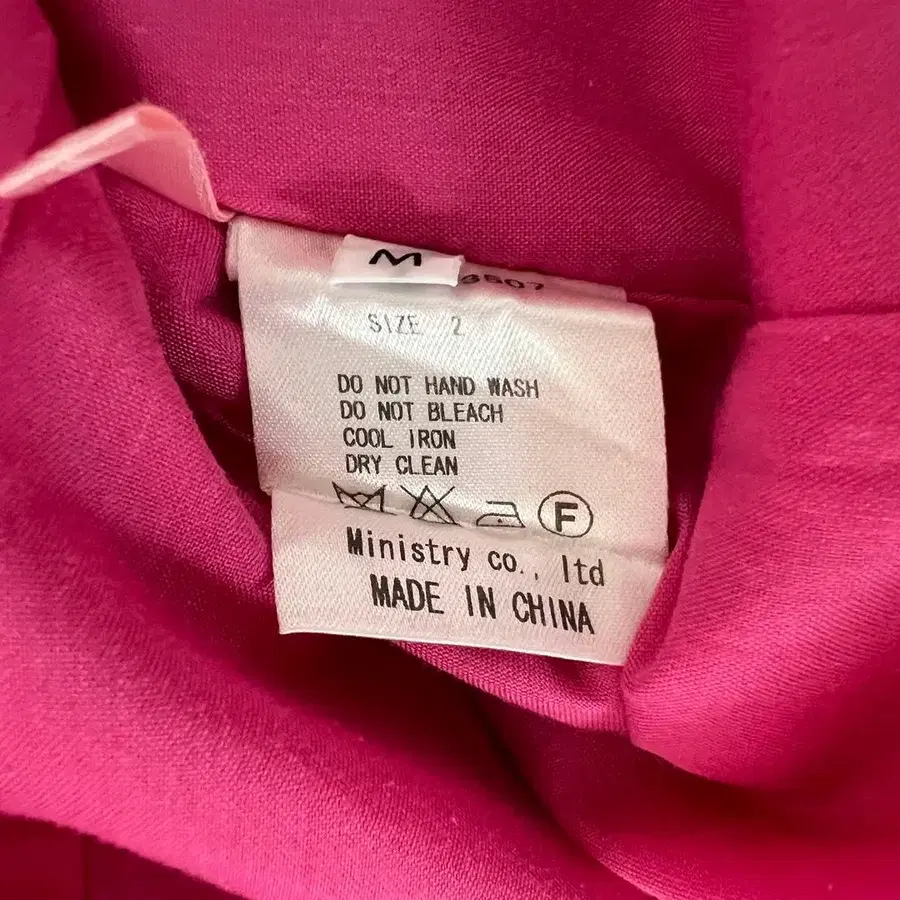 M
3507
SIZE 2
DO NOT HAND WASH
DO NOT BLEACH
COOL IRON
DRY CLEAN
F
Ministry co., ltd
MADE IN CHINA